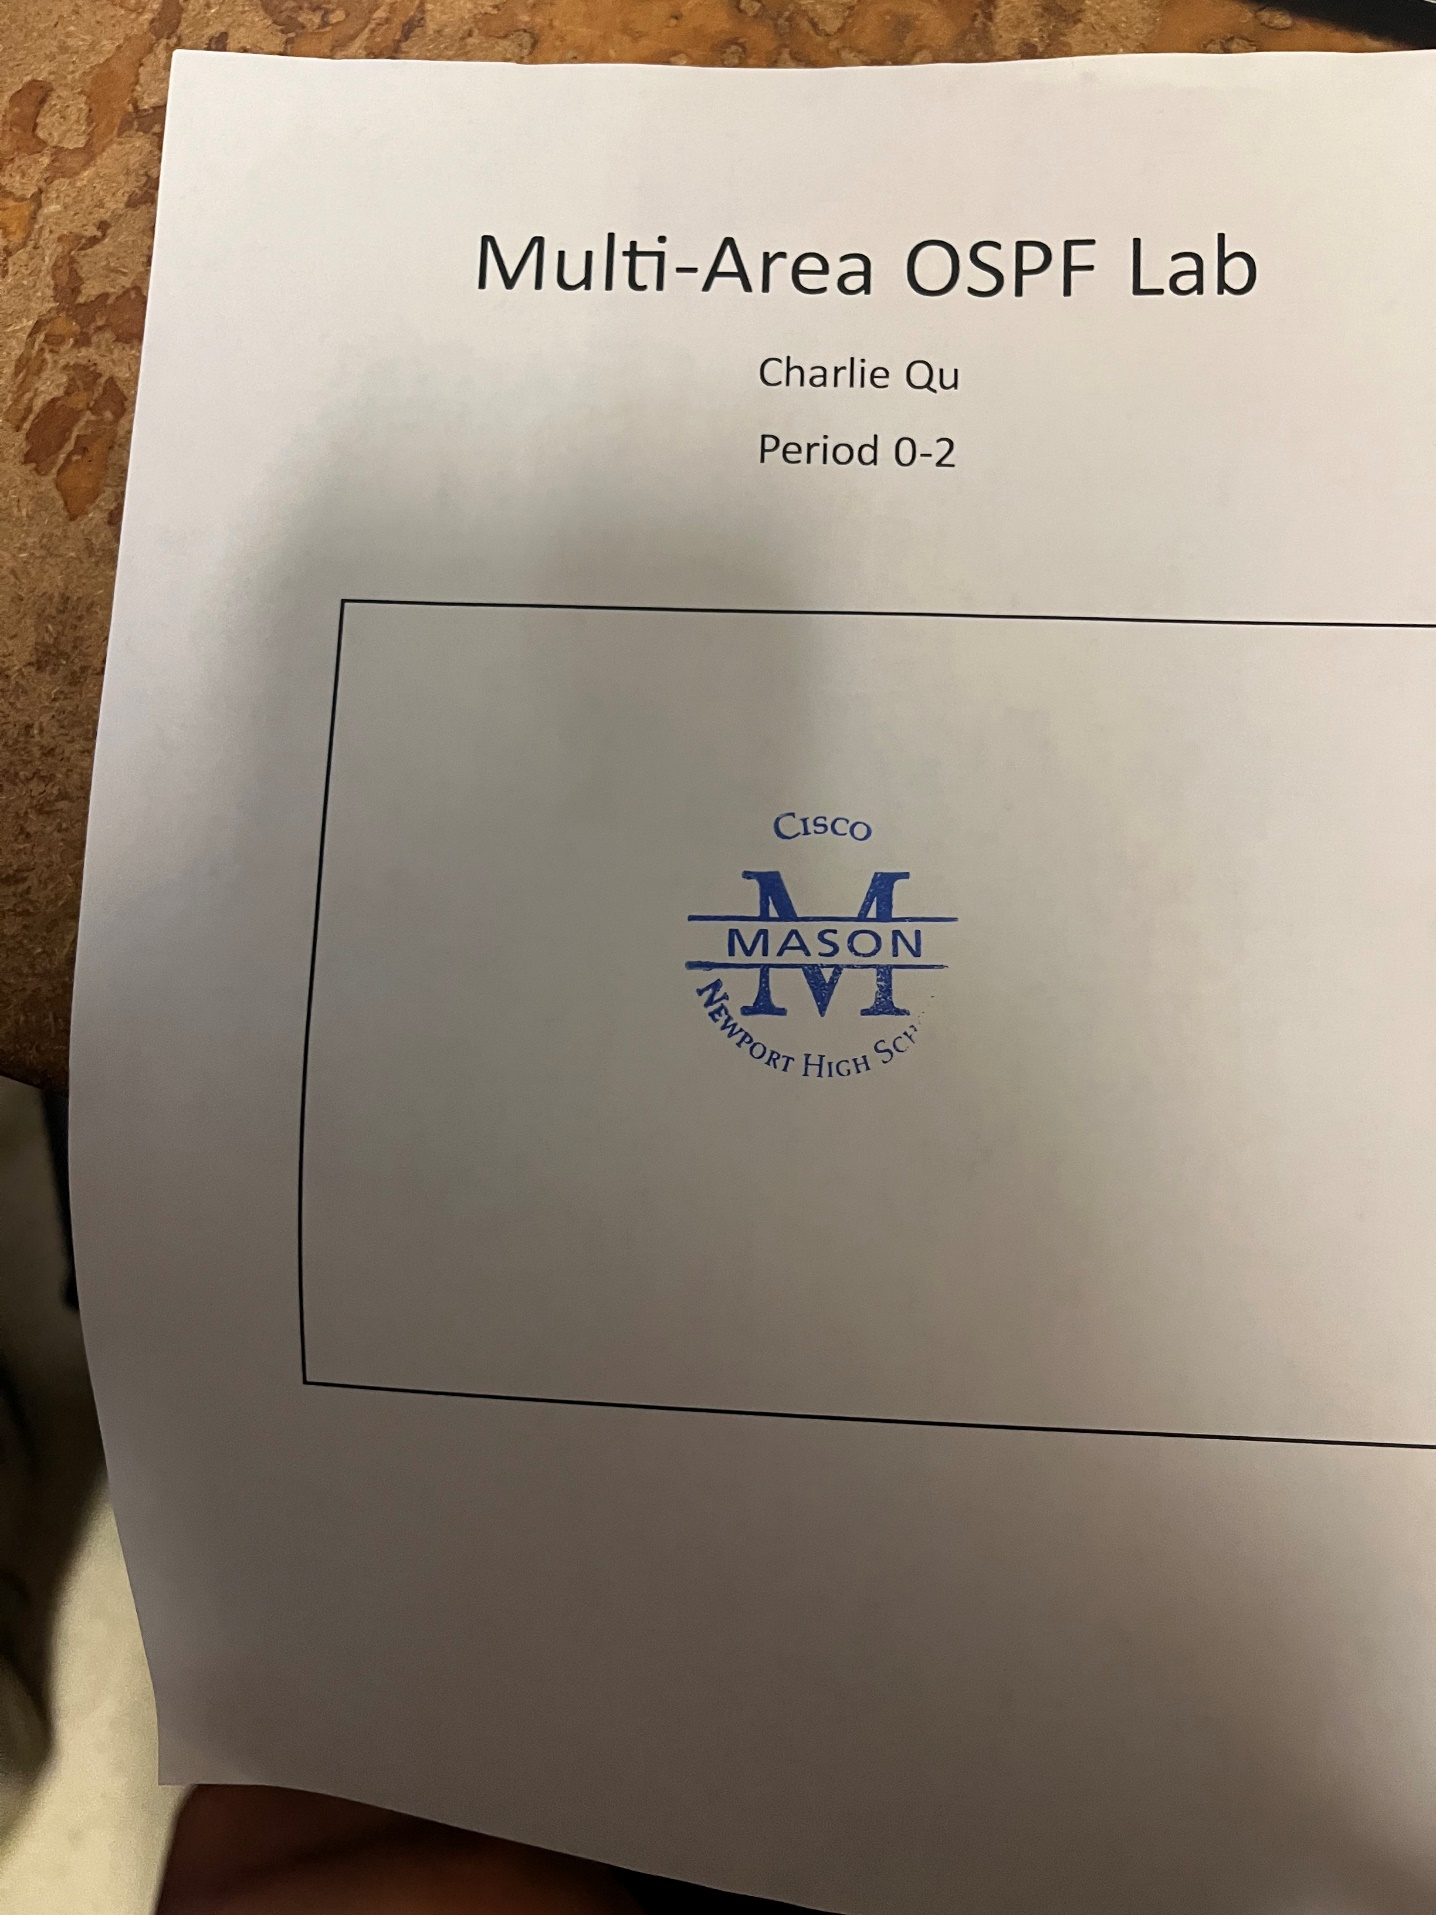 Multi-Area OSPF Lab
Charlie Qu
Period 0-2
CISCO
M
MASON
NEWPORT HIGH